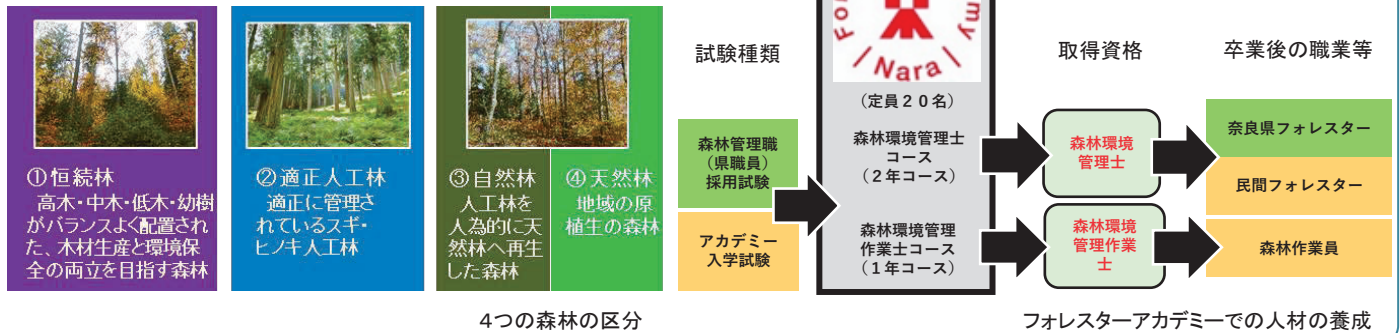 ①恒続林
高木・中木・低木・幼樹
がバランスよく配置され
た、木材生産と環境保
全の両立を目指す森林
②適正人工林
適正に管理さ
れているスギ・
ヒノキ人工林
③自然林
人工林を
人為的に天
然林へ再生
した森林
④天然林
地域の原
植生の森林
4つの森林の区分
試験種類
森林管理職
（県職員）
採用試験
アカデミー
入学試験
Nara
（定員２０名）
森林環境管理士
コース
（２年コース）
森林環境管理
作業士コース
（１年コース）
取得資格
森林環境
管理士
森林環境
管理作業
士
卒業後の職業等
奈良県フォレスター
民間フォレスター
森林作業員
フォレスターアカデミーでの人材の養成